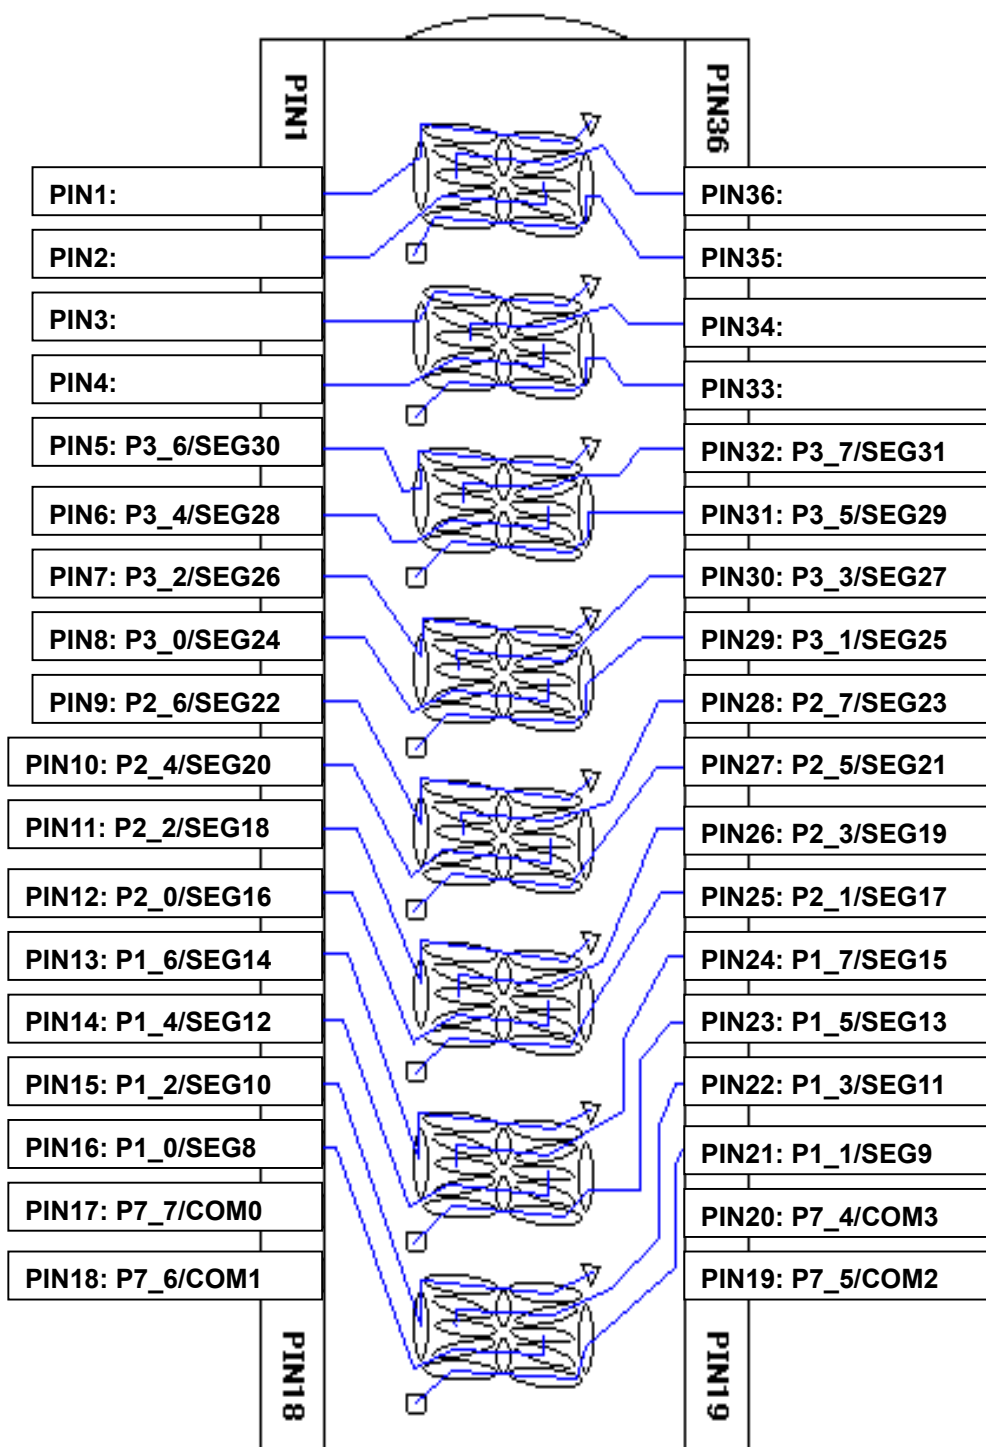 PIN1
PIN36
PIN1:
PIN36:
PIN2:
PIN35:
PIN3:
PIN34:
PIN4:
PIN33:
PIN5: P3_6/SEG30
PIN32: P3_7/SEG31
PIN6: P3_4/SEG28
PIN31: P3_5/SEG29
PIN7: P3_2/SEG26
PIN30: P3_3/SEG27
PIN8: P3_0/SEG24
PIN29: P3_1/SEG25
PIN9: P2_6/SEG22
PIN28: P2_7/SEG23
PIN10: P2_4/SEG20
PIN27: P2_5/SEG21
PIN11: P2_2/SEG18
PIN26: P2_3/SEG19
PIN12: P2_0/SEG16
PIN25: P2_1/SEG17
PIN13: P1_6/SEG14
PIN24: P1_7/SEG15
PIN14: P1_4/SEG12
PIN23: P1_5/SEG13
PIN15: P1_2/SEG10
PIN22: P1_3/SEG11
PIN16: P1_0/SEG8
PIN21: P1_1/SEG9
PIN17: P7_7/COM0
PIN20: P7_4/COM3
PIN18: P7_6/COM1
PIN19: P7_5/COM2
PIN18
PIN19